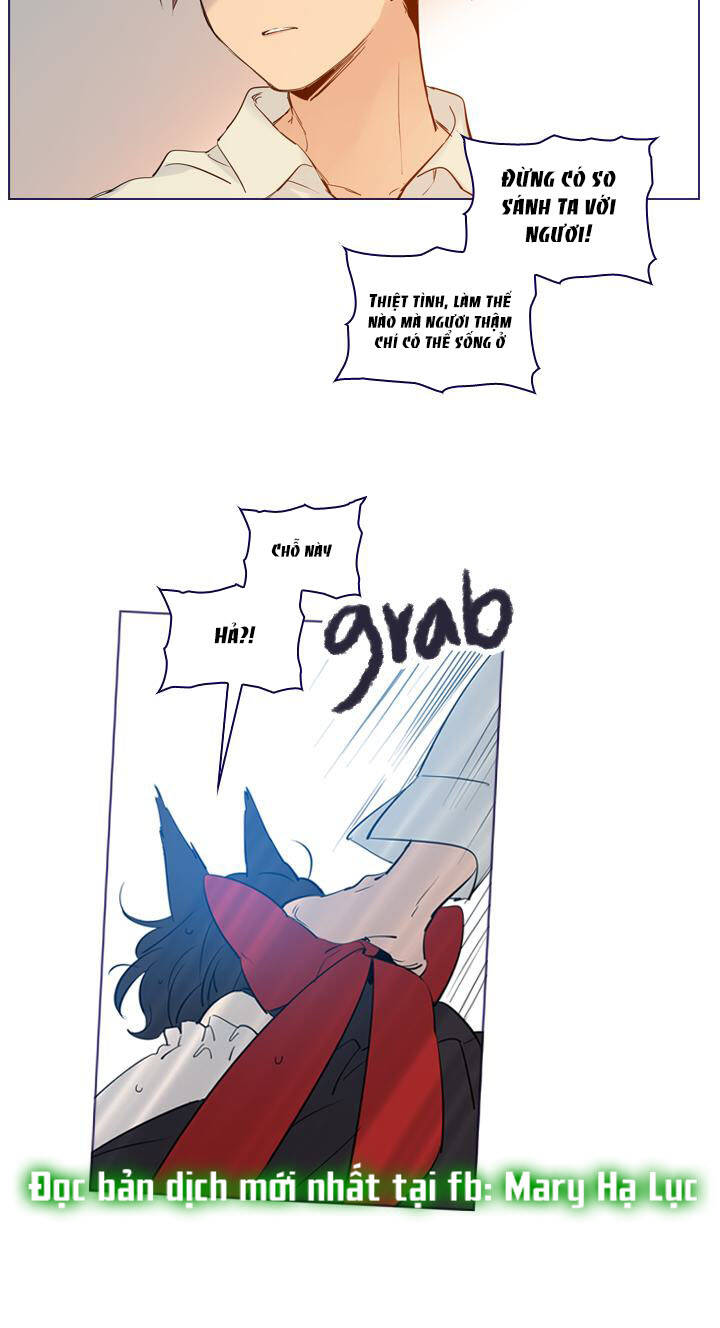 ĐỪNG CÓ SO
SÁNH TA VỚI
NGƯƠI!
THIỆT TÌNH, LÀM THẾ
NÀO MÀ NGƯƠI THẬM
CHÍ CÓ THỂ SỐNG Ở
CHỖ NÀY
HẢ?!
grab
Đọc bản dịch mới nhất tại fb: Mary Hạ Lục